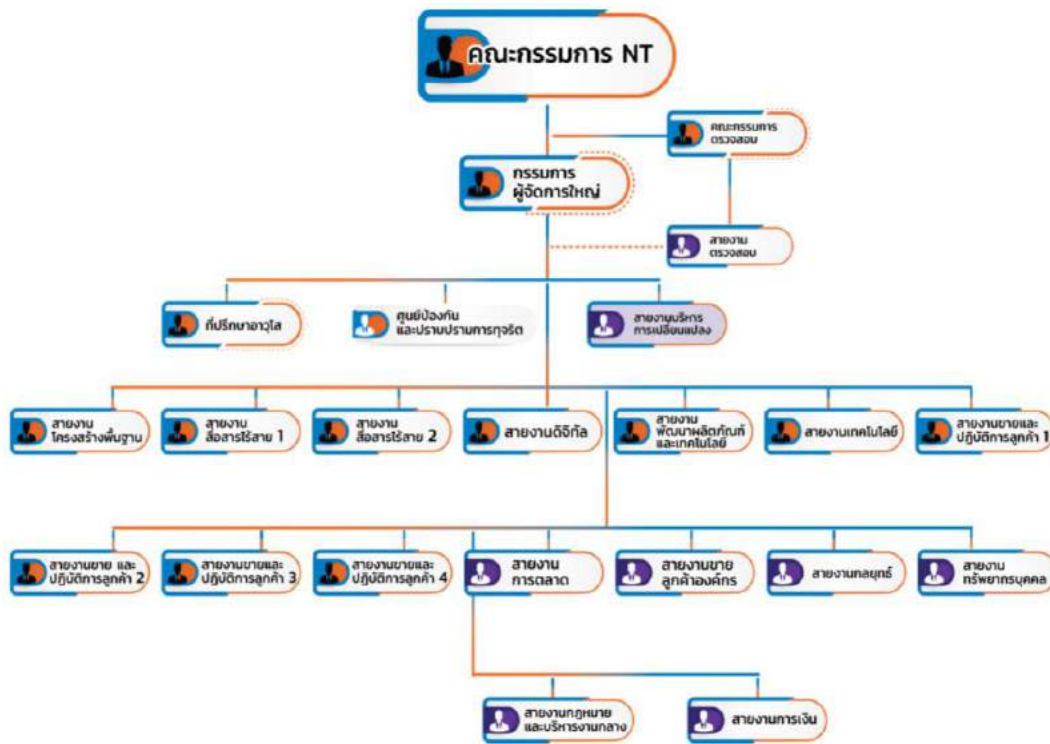 คณะกรรมการ NT
คณะกรรมการ
ตรวจสอบ
กรรมการ
ผู้จัดการใหญ่
สายงาน
ตรวจสอบ
ที่ปรึกษาอาวุโส
ศูนย์ป้องกัน
และปราบปรามการทุจริต
สายงานบริหาร
การเปลี่ยนแปลง
สายงาน
โครงสร้างพื้นฐาน
สายงาน
สื่อสารไร้สาย 1
สายงาน
สื่อสารไร้สาย 2
สายงานดิจิทัล
สายงาน
พัฒนาผลิตภัณฑ์
และเทคโนโลยี
สายงานเทคโนโลยี
สายงานขายและ
ปฏิบัติการลูกค้า 1
สายงานขาย และ
ปฏิบัติการลูกค้า 2
สายงานขายและ
ปฏิบัติการลูกค้า 3
สายงานขายและ
ปฏิบัติการลูกค้า 4
สายงาน
การตลาด
สายงานขาย
ลูกค้าองค์กร
สายงานกลยุทธ์
สายงาน
ทรัพยากรบุคคล
สายงานกฎหมาย
และบริหารงานกลาง
สายงานการเงิน